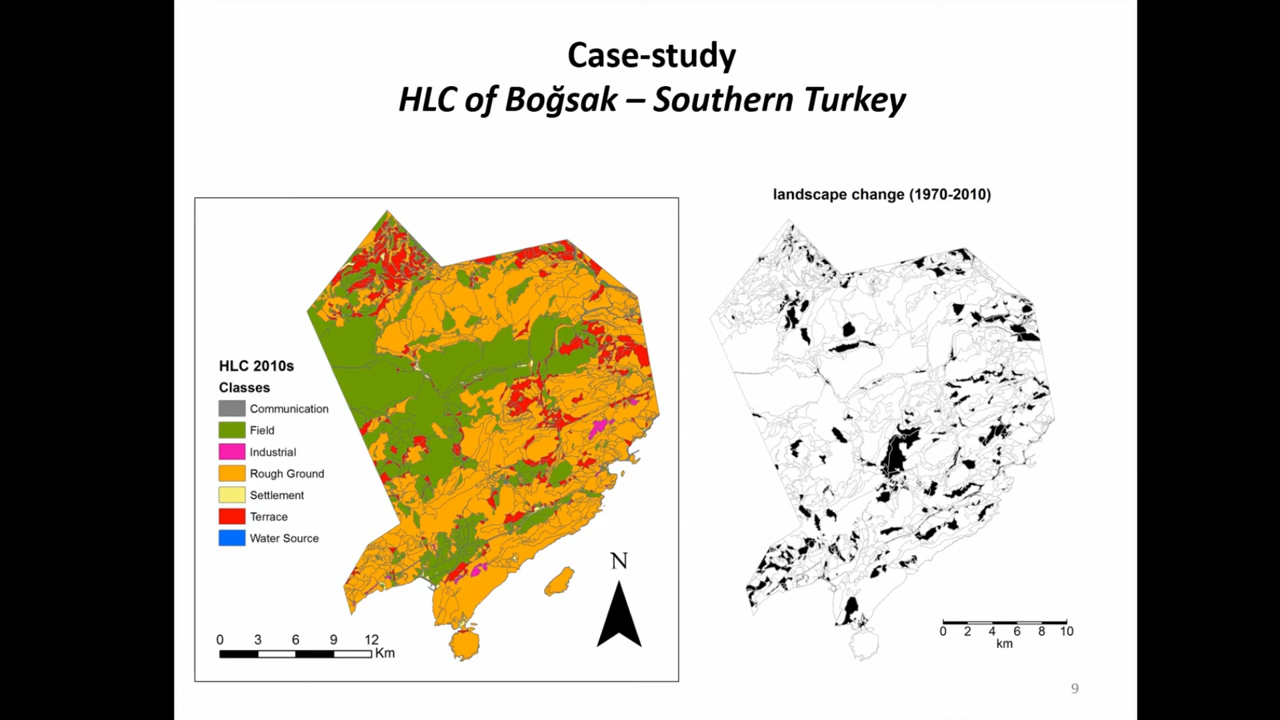 Case-study
HLC of Boğsak – Southern Turkey
HLC 2010s
Classes
Communication
Field
Industrial
Rough Ground
Settlement
Terrace
Water Source
0 3 6 9 12
Km
N
landscape change (1970-2010)
0 2 4 6 8 10
km
9